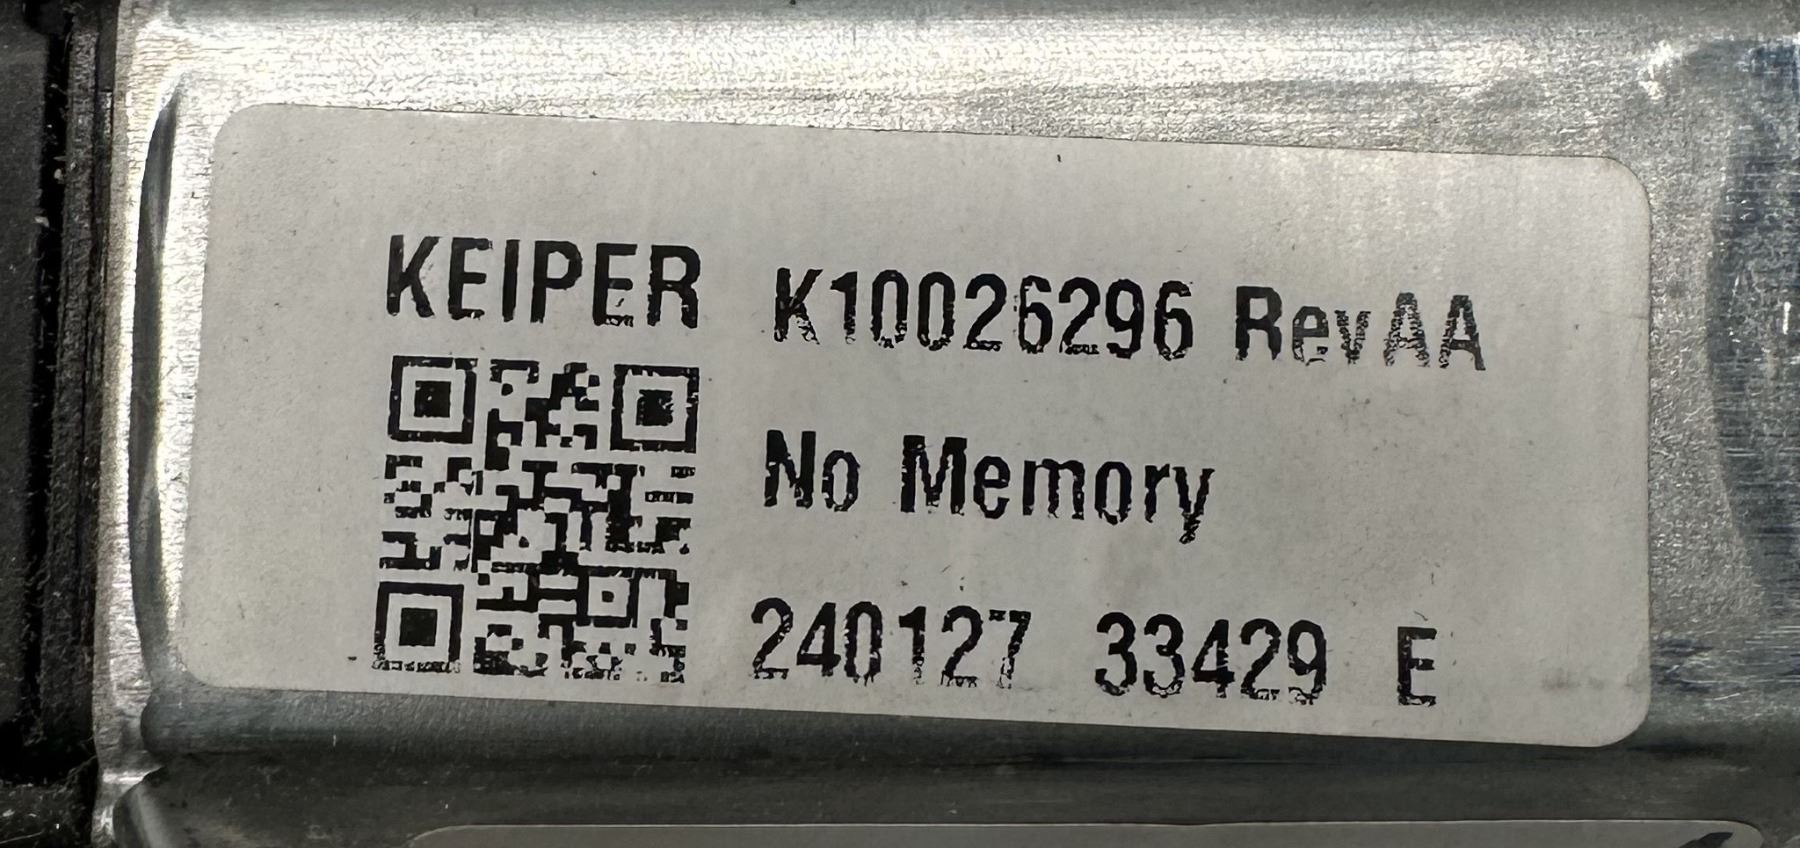 KEIPER
K10026296 RevAA
No Memory
240127 33429 E